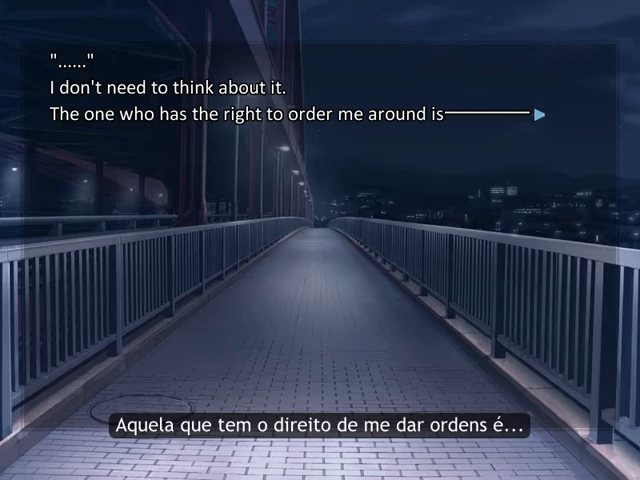 "......"
I don't need to think about it.
The one who has the right to order me around is————
Aquela que tem o direito de me dar ordens é...